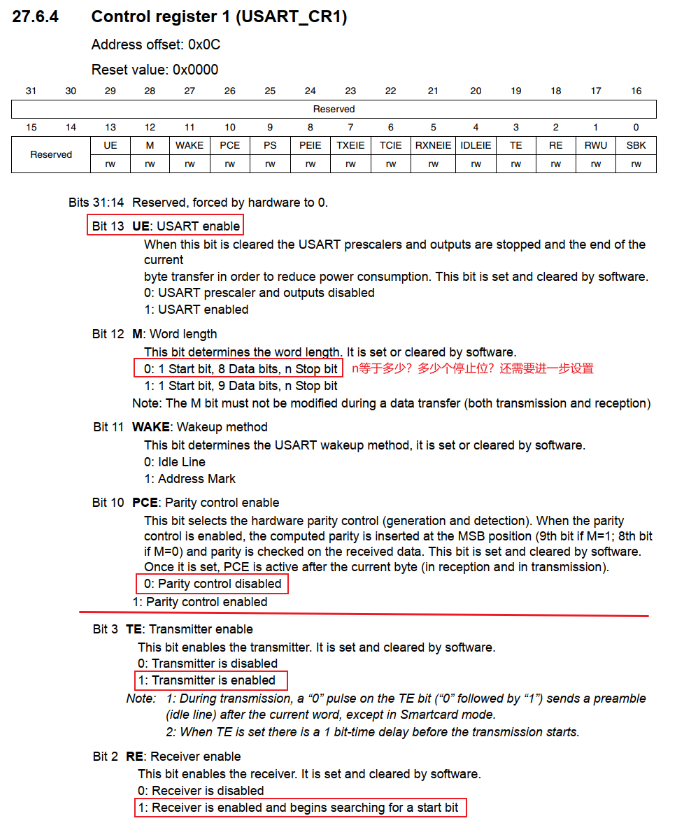 27.6.4 Control register 1 (USART_CR1)
Address offset: 0x0C
Reset value: 0x0000
31 30 29 28 27 26 25 24 23 22 21 20 19 18 17 16
Reserved
15 14 13 12 11 10 9 8 7 6 5 4 3 2 1 0
Reserved UE M WAKE PCE PS PEIE TXEIE TCIE RXNEIE IDLEIE TE RE RWU SBK
rw rw rw rw rw rw rw rw rw rw rw rw rw rw
Bits 31:14 Reserved, forced by hardware to 0.
Bit 13 UE: USART enable
When this bit is cleared the USART prescalers and outputs are stopped and the end of the
current
byte transfer in order to reduce power consumption. This bit is set and cleared by software.
0: USART prescaler and outputs disabled
1: USART enabled
Bit 12 M: Word length
This bit determines the word length. It is set or cleared by software.
0: 1 Start bit, 8 Data bits, n Stop bit n等于多少？多少个停止位？还需要进一步设置
1: 1 Start bit, 9 Data bits, n Stop bit
Note: The M bit must not be modified during a data transfer (both transmission and reception)
Bit 11 WAKE: Wakeup method
This bit determines the USART wakeup method, it is set or cleared by software.
0: Idle Line
1: Address Mark
Bit 10 PCE: Parity control enable
This bit selects the hardware parity control (generation and detection). When the parity
control is enabled, the computed parity is inserted at the MSB position (9th bit if M=1; 8th bit
if M=0) and parity is checked on the received data. This bit is set and cleared by software.
Once it is set, PCE is active after the current byte (in reception and in transmission).
0: Parity control disabled
1: Parity control enabled
Bit 3 TE: Transmitter enable
This bit enables the transmitter. It is set and cleared by software.
0: Transmitter is disabled
1: Transmitter is enabled
Note: 1: During transmission, a “0” pulse on the TE bit (“0” followed by “1”) sends a preamble
(idle line) after the current word, except in Smartcard mode.
2: When TE is set there is a 1 bit-time delay before the transmission starts.
Bit 2 RE: Receiver enable
This bit enables the receiver. It is set and cleared by software.
0: Receiver is disabled
1: Receiver is enabled and begins searching for a start bit